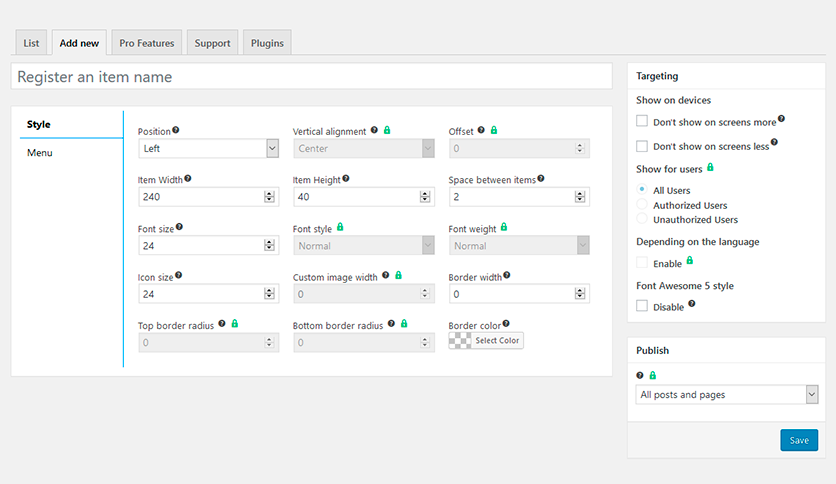 List Add new Pro Features Support Plugins
Register an item name
Style
Menu
Position Vertical alignment Offset
Left Center 0
Item Width Item Height Space between items
240 40 2
Font size Font style Font weight
24 Normal Normal
Icon size Custom image width Border width
24 0 0
Top border radius Bottom border radius Border color
0 0 Select Color
Targeting
Show on devices
Don't show on screens more
Don't show on screens less
Show for users
All Users
Authorized Users
Unauthorized Users
Depending on the language
Enable
Font Awesome 5 style
Disable
Publish
All posts and pages
Save